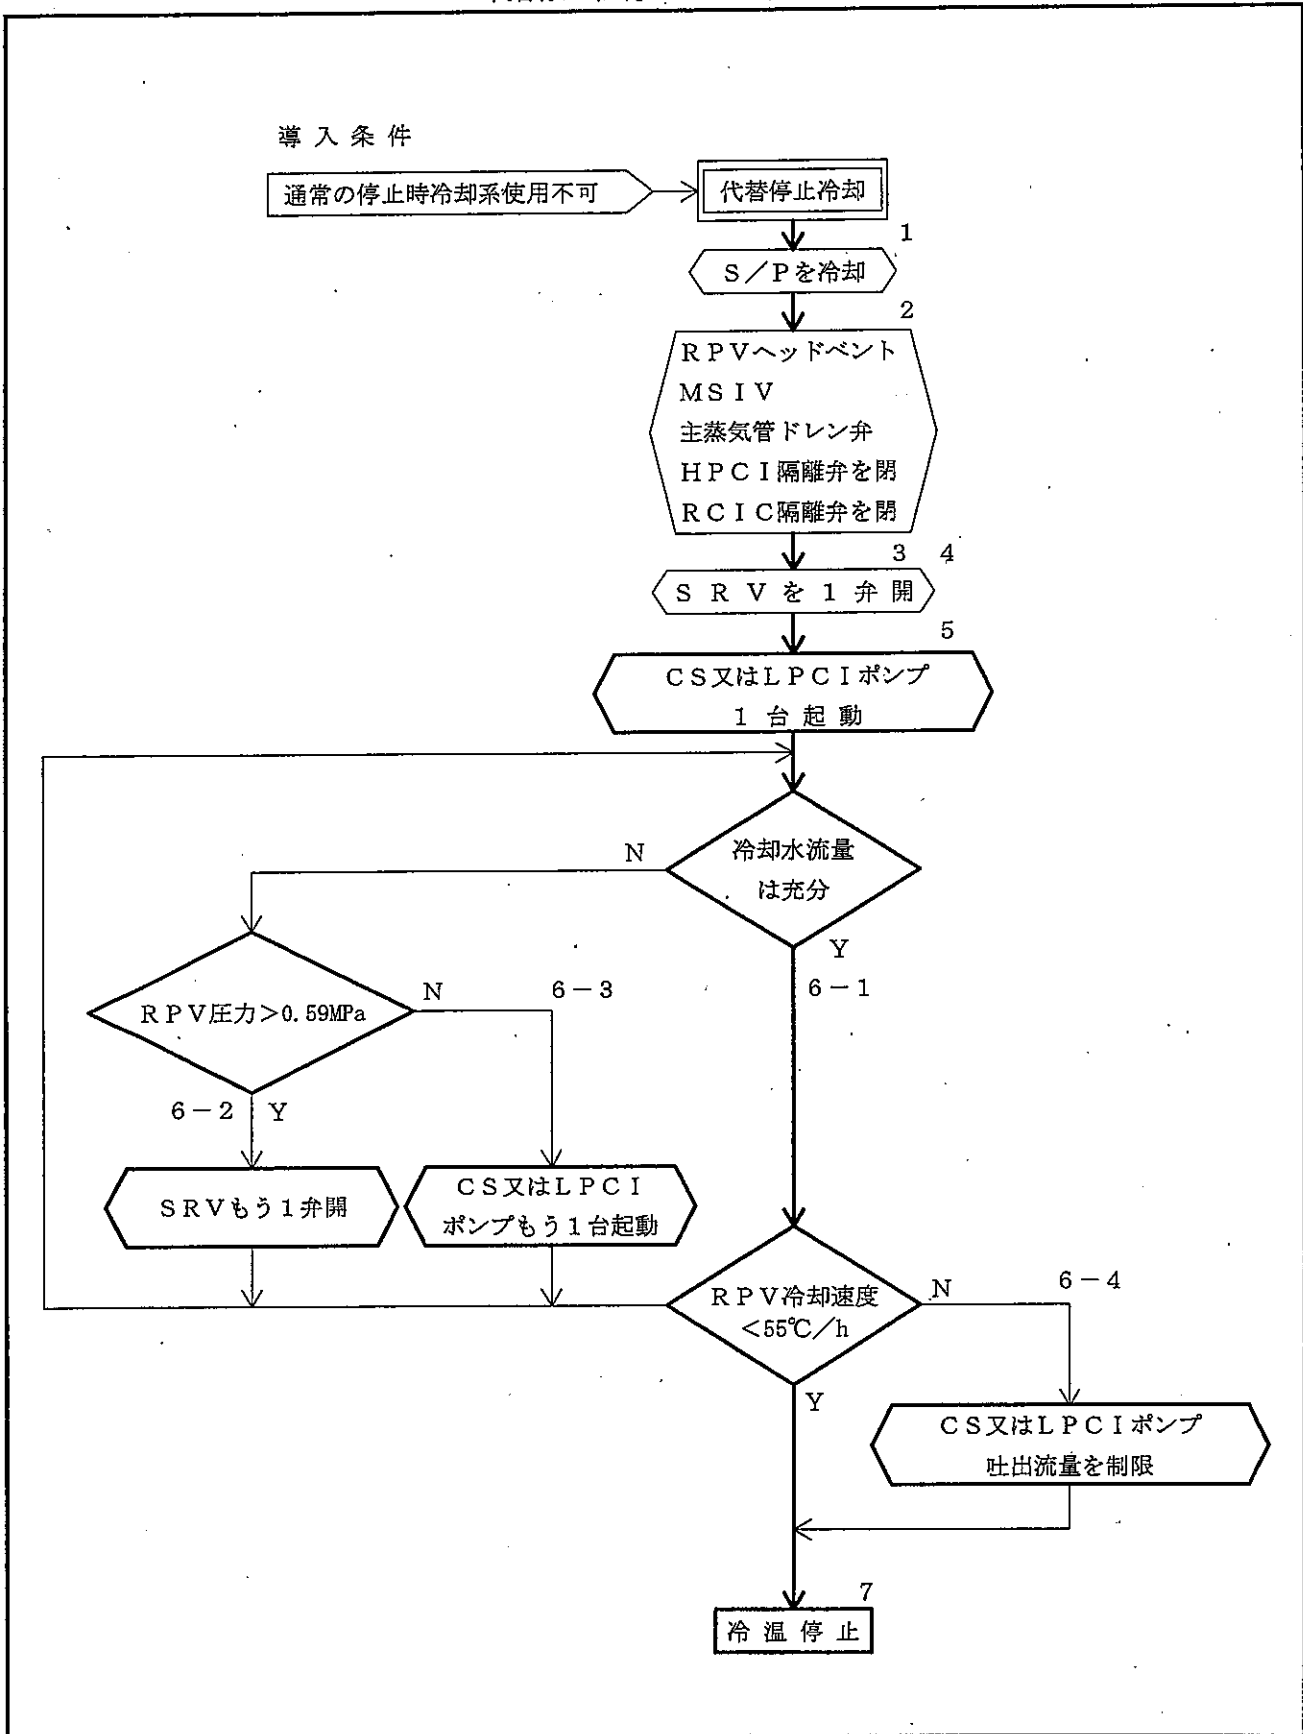 導入条件
通常の停止時冷却系使用不可
代替停止冷却
1
S/Pを冷却
2
RPVヘッドベント
MSIV
主蒸気管ドレン弁
HPCI隔離弁を閉
RCIC隔離弁を閉
3 4
SRVを1弁開
5
CS又はLPCIポンプ
1台起動
冷却水流量
は充分
N
Y
6-1
RPV圧力>0.59MPa
N
6-3
6-2
Y
SRVもう1弁開
CS又はLPCI
ポンプもう1台起動
RPV冷却速度
<55℃/h
N
6-4
Y
CS又はLPCIポンプ
吐出流量を制限
7
冷温停止